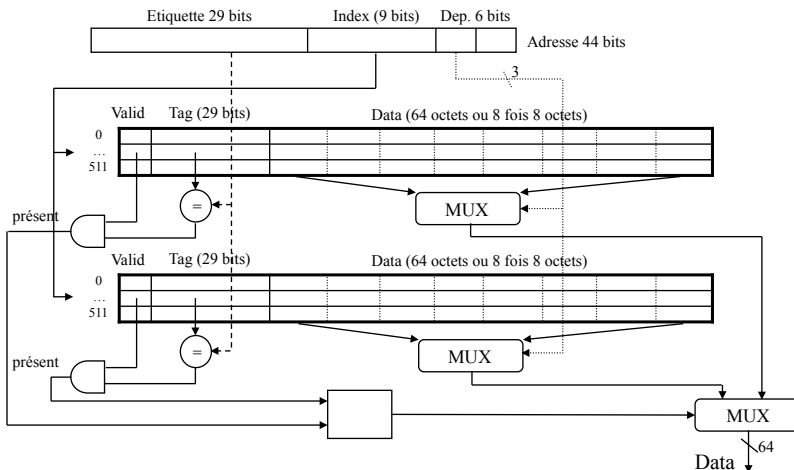 Etiquette 29 bits Index (9 bits) Dep. 6 bits
Adresse 44 bits
3
Valid Tag (29 bits) Data (64 octets ou 8 fois 8 octets)
0
...
511
=
MUX
présent
Valid Tag (29 bits) Data (64 octets ou 8 fois 8 octets)
0
...
511
=
MUX
présent
MUX
64
Data